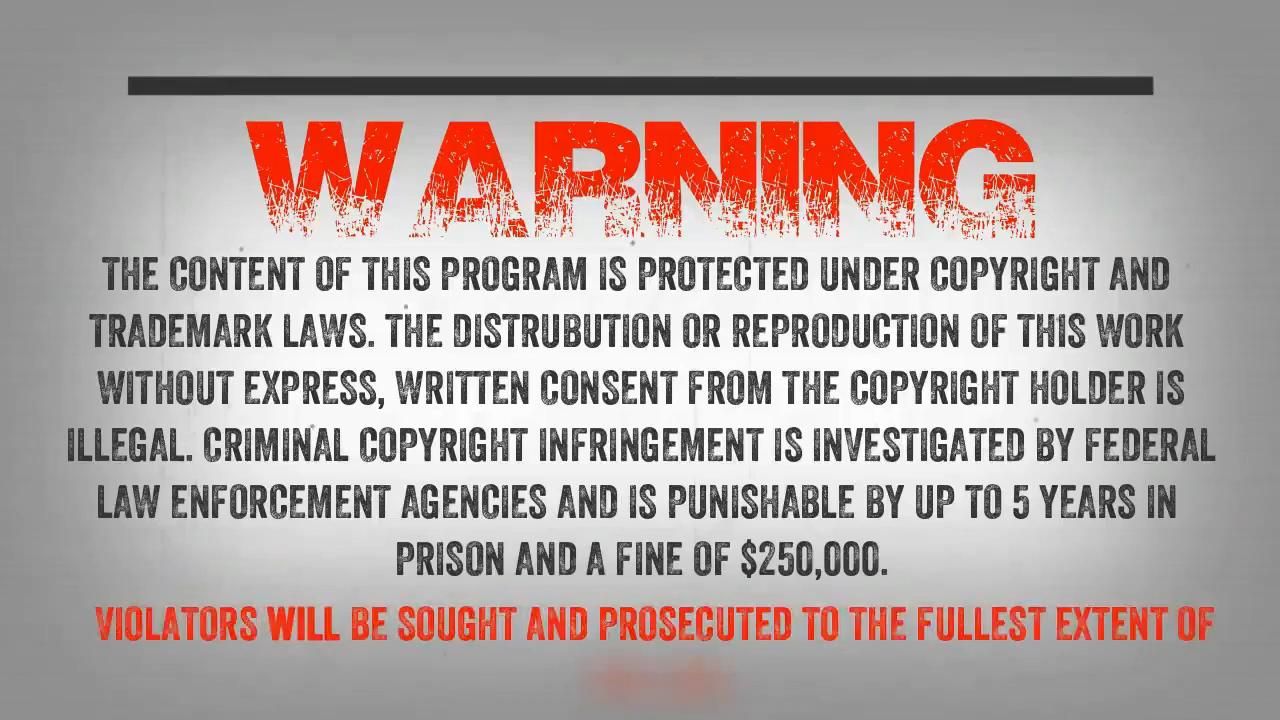 WARNING
THE CONTENT OF THIS PROGRAM IS PROTECTED UNDER COPYRIGHT AND
TRADEMARK LAWS. THE DISTRUBUTION OR REPRODUCTION OF THIS WORK
WITHOUT EXPRESS, WRITTEN CONSENT FROM THE COPYRIGHT HOLDER IS
ILLEGAL. CRIMINAL COPYRIGHT INFRINGEMENT IS INVESTIGATED BY FEDERAL
LAW ENFORCEMENT AGENCIES AND IS PUNISHABLE BY UP TO 5 YEARS IN
PRISON AND A FINE OF $250,000.
VIOLATORS WILL BE SOUGHT AND PROSECUTED TO THE FULLEST EXTENT OF